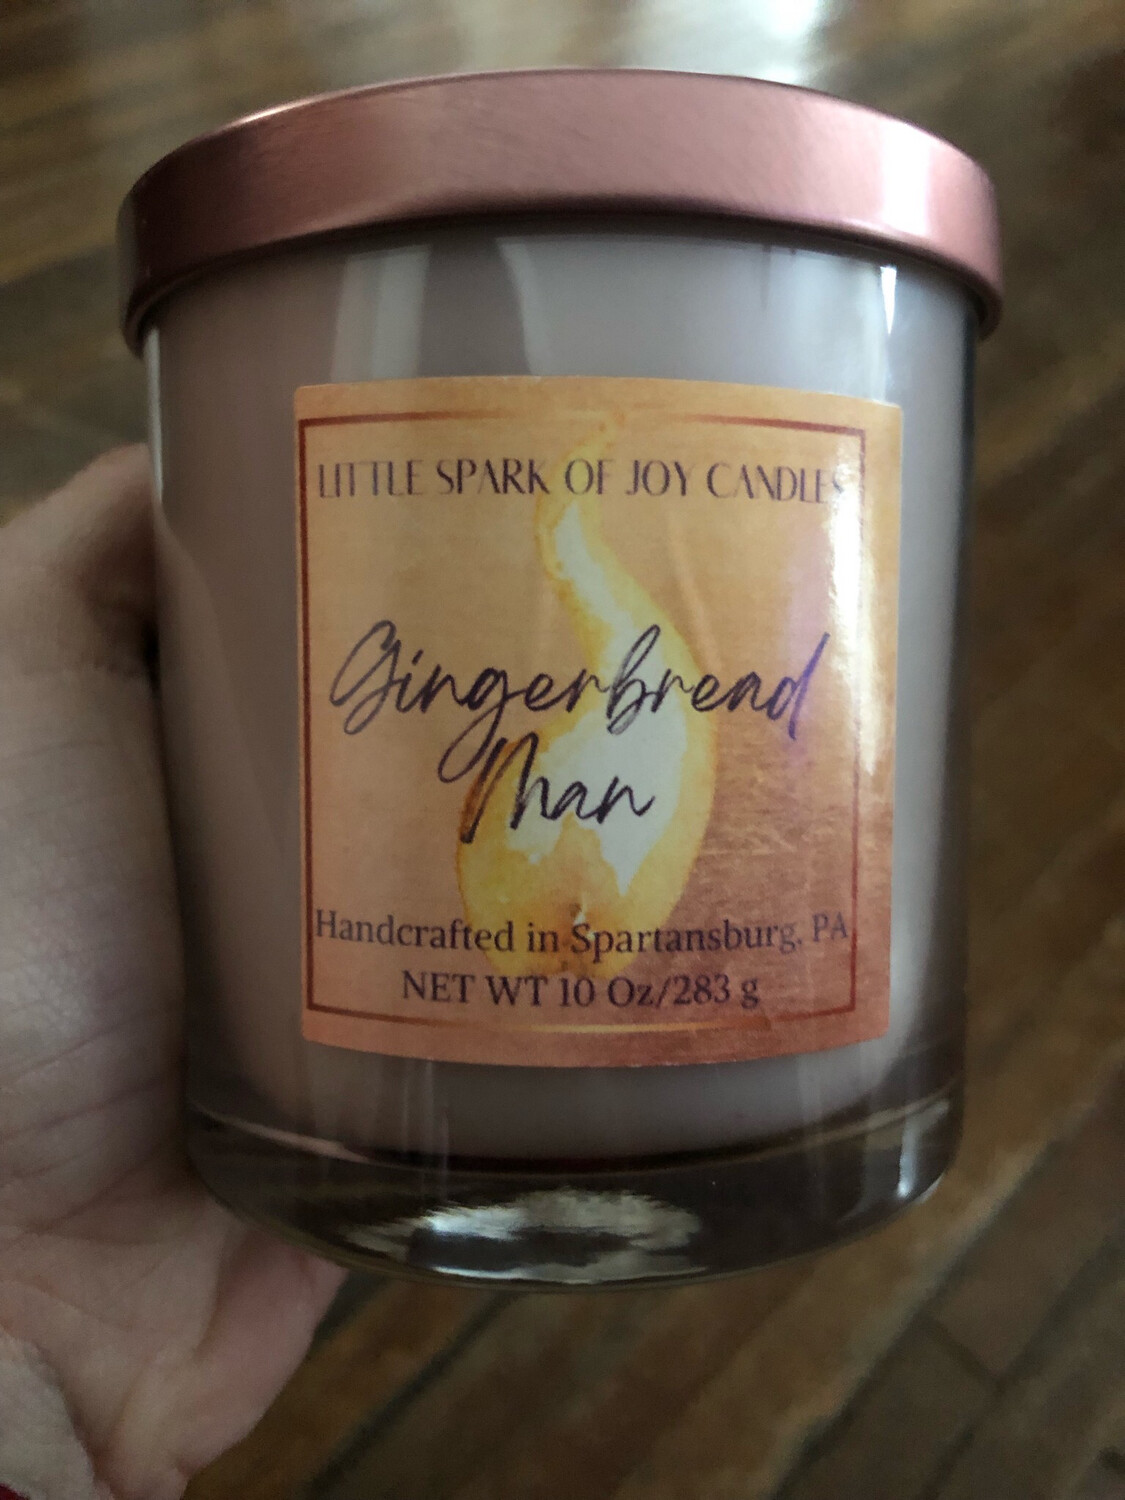 LITTLE SPARK OF JOY CANDLES
Gingerbread
Man
Handcrafted in Spartansburg, PA
NET WT 10 Oz/283 g